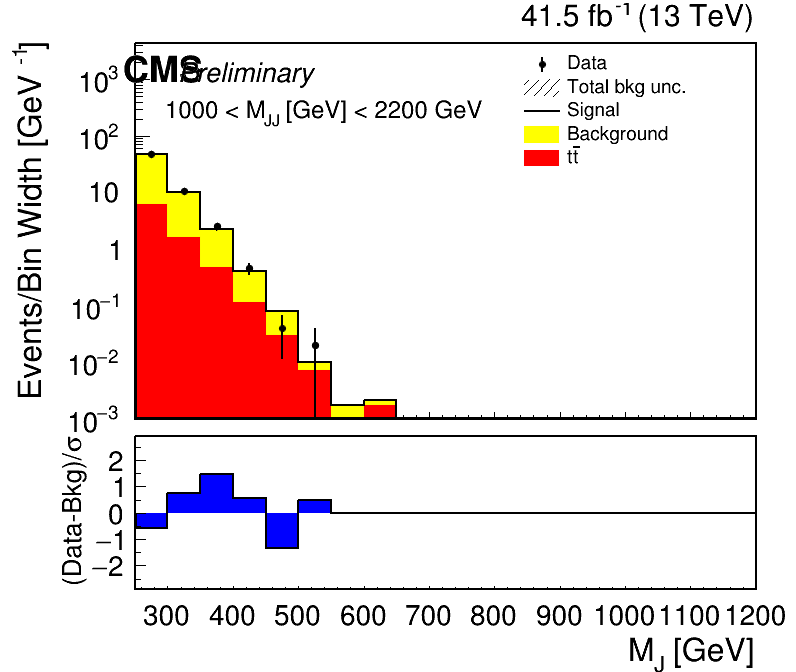 41.5 fb⁻¹ (13 TeV)
CMS Preliminary
1000 < M_JJ [GeV] < 2200 GeV
Data
Total bkg unc.
Signal
Background
tt̄
Events/Bin Width [GeV⁻¹]
10³
10²
10
1
10⁻¹
10⁻²
10⁻³
(Data-Bkg)/σ
2
1
0
−1
−2
300 400 500 600 700 800 900 1000 1100 1200
M_J [GeV]